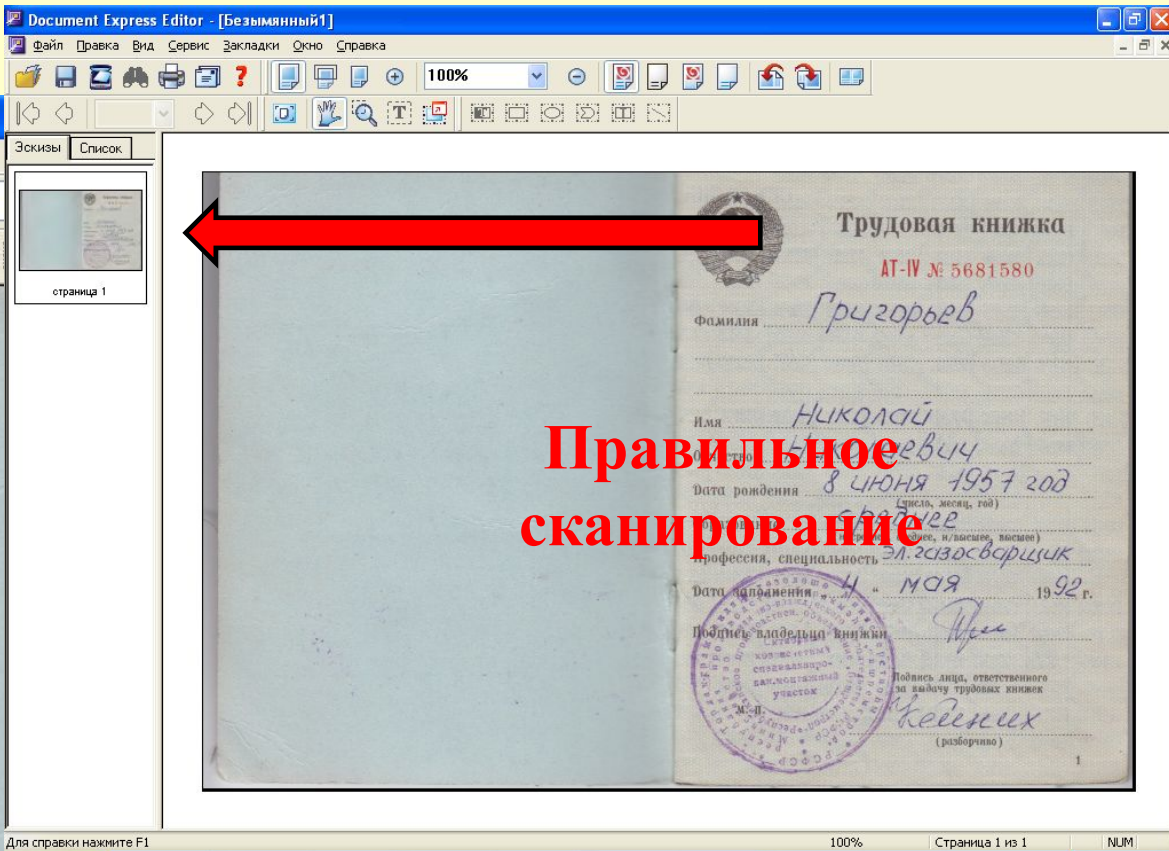 Document Express Editor - [Безымянный1]
Файл Правка Вид Сервис Закладки Окно Справка
100%
Эскизы Список
страница 1
Трудовая книжка
АТ-IV № 5681580
Фамилия Григорьев
Имя Николай
Правильное
сканирование
Дата рождения 8 июня 1957 год
(число, месяц, год)
среднее
Профессия, специальность эл.газосварщик
Дата заполнения „ 4 “ мая 1992 г.
Подпись владельца книжки
участок
М. П.
РСФСР
Подпись лица, ответственного
за выдачу трудовых книжек
(разборчиво)
1
Для справки нажмите F1
100% Страница 1 из 1 NUM